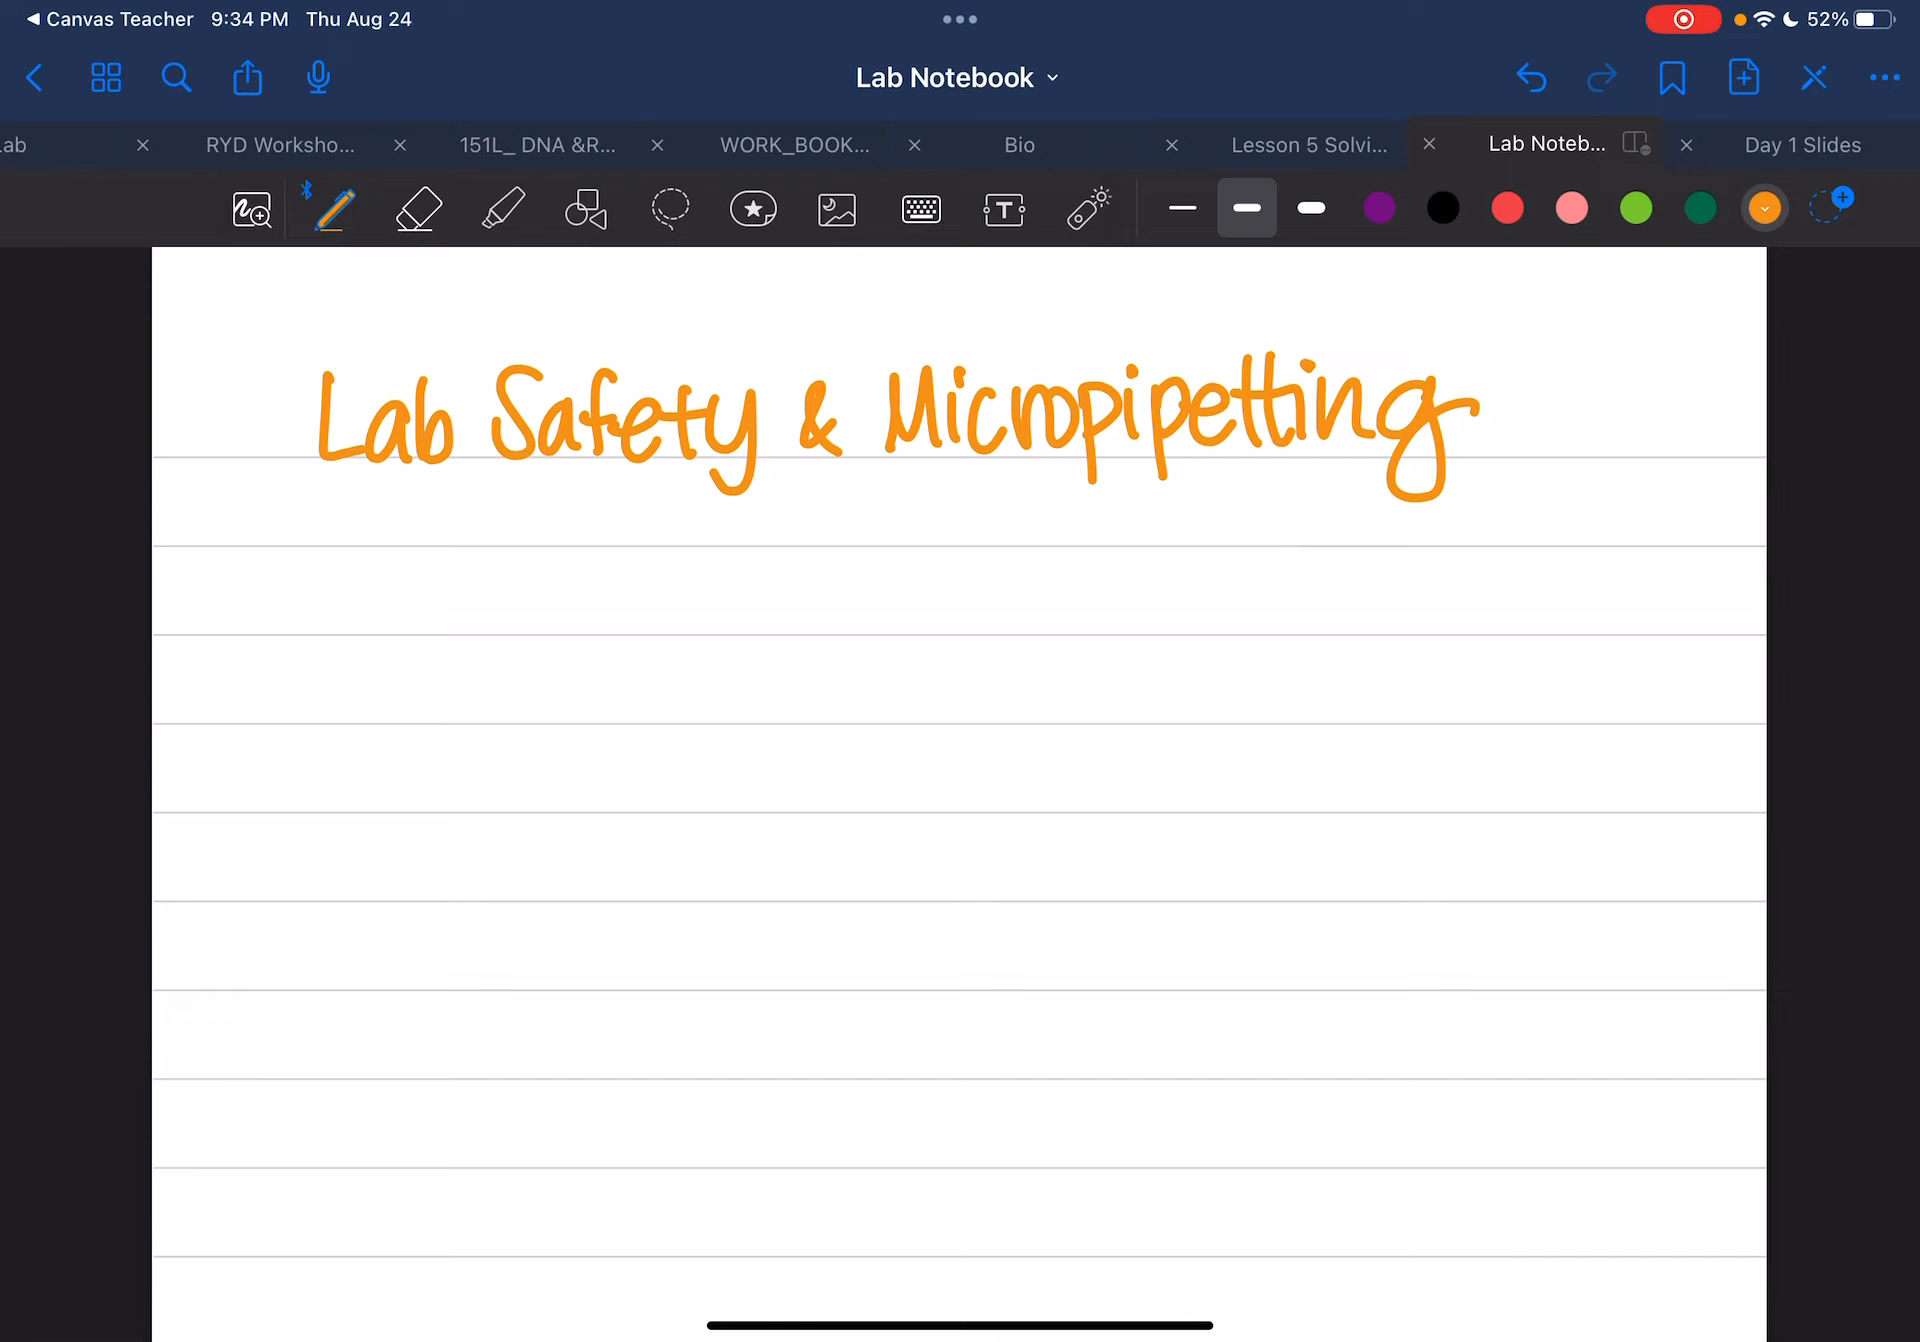 Canvas Teacher 9:34 PM Thu Aug 24 52%
Lab Notebook
ab RYD Worksho... 151L_ DNA &R... WORK_BOOK... Bio Lesson 5 Solvi... Lab Noteb... Day 1 Slides
T
Lab Safety & Micropipetting